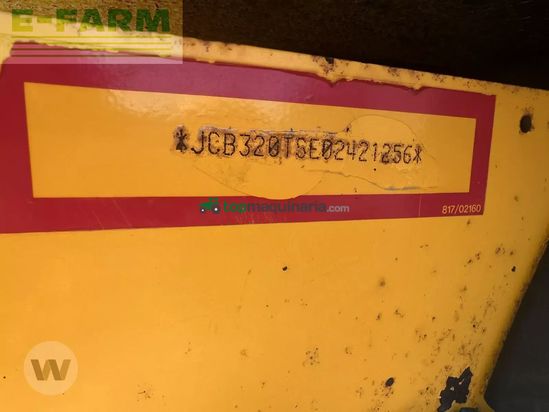 E-FARM
*JCB320TSE02421256*
topmaquinaria.com
817/02160
W